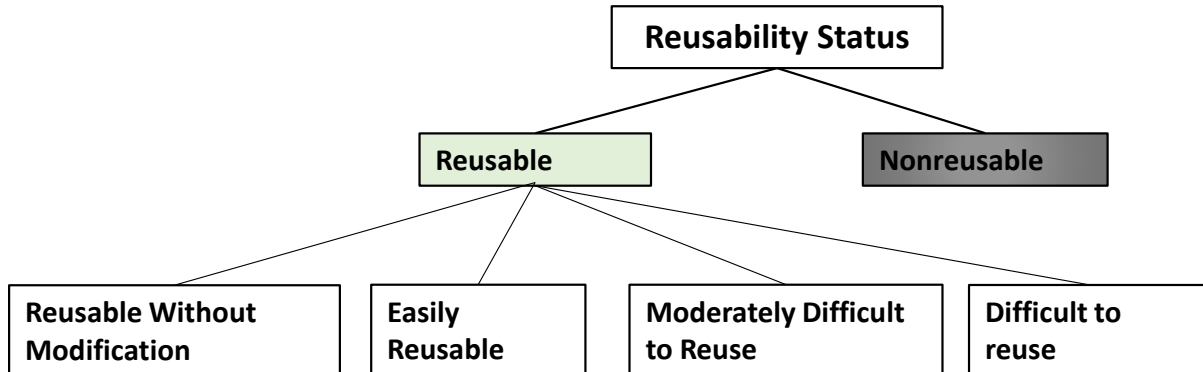 Reusability Status
Reusable
Nonreusable
Reusable Without
Modification
Easily
Reusable
Moderately Difficult
to Reuse
Difficult to
reuse